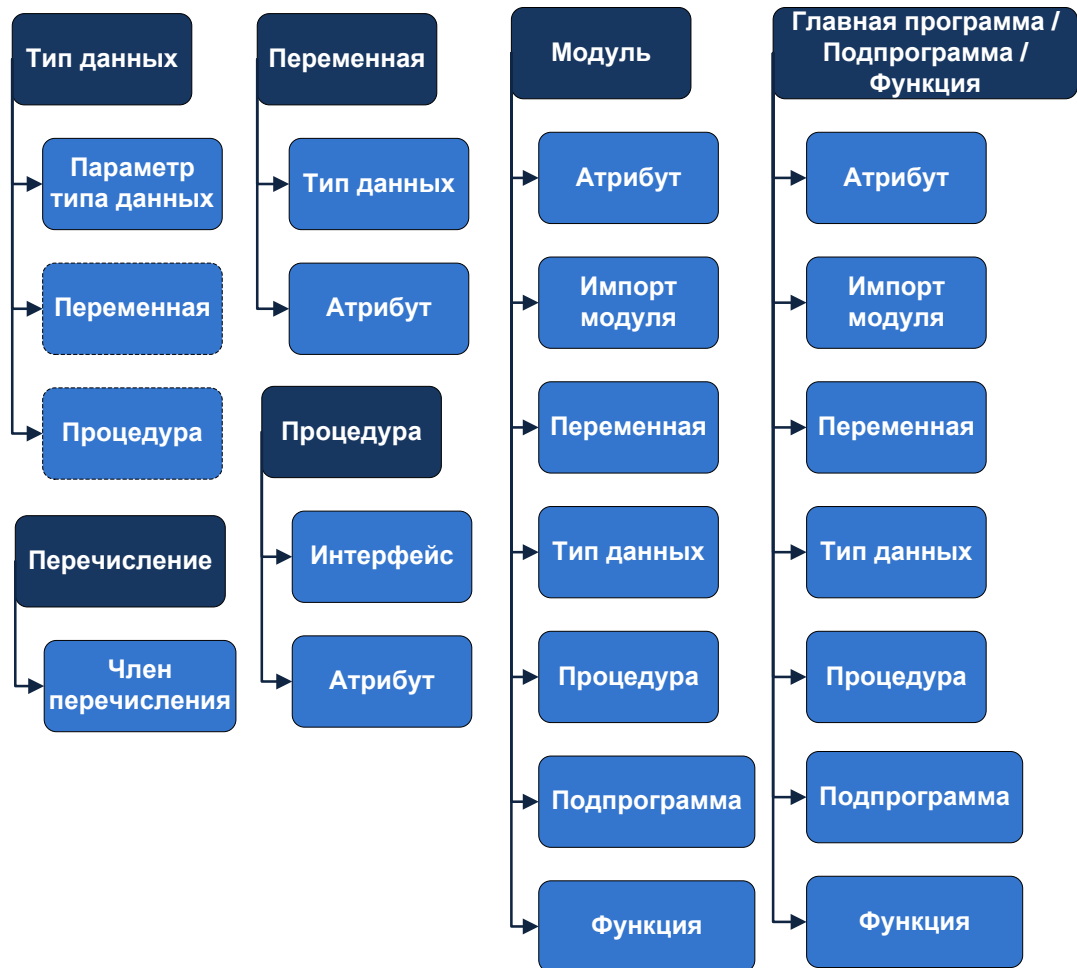 Тип данных
Параметр
типа данных
Переменная
Процедура
Перечисление
Член
перечисления
Переменная
Тип данных
Атрибут
Процедура
Интерфейс
Атрибут
Модуль
Атрибут
Импорт
модуля
Переменная
Тип данных
Процедура
Подпрограмма
Функция
Главная программа /
Подпрограмма /
Функция
Атрибут
Импорт
модуля
Переменная
Тип данных
Процедура
Подпрограмма
Функция